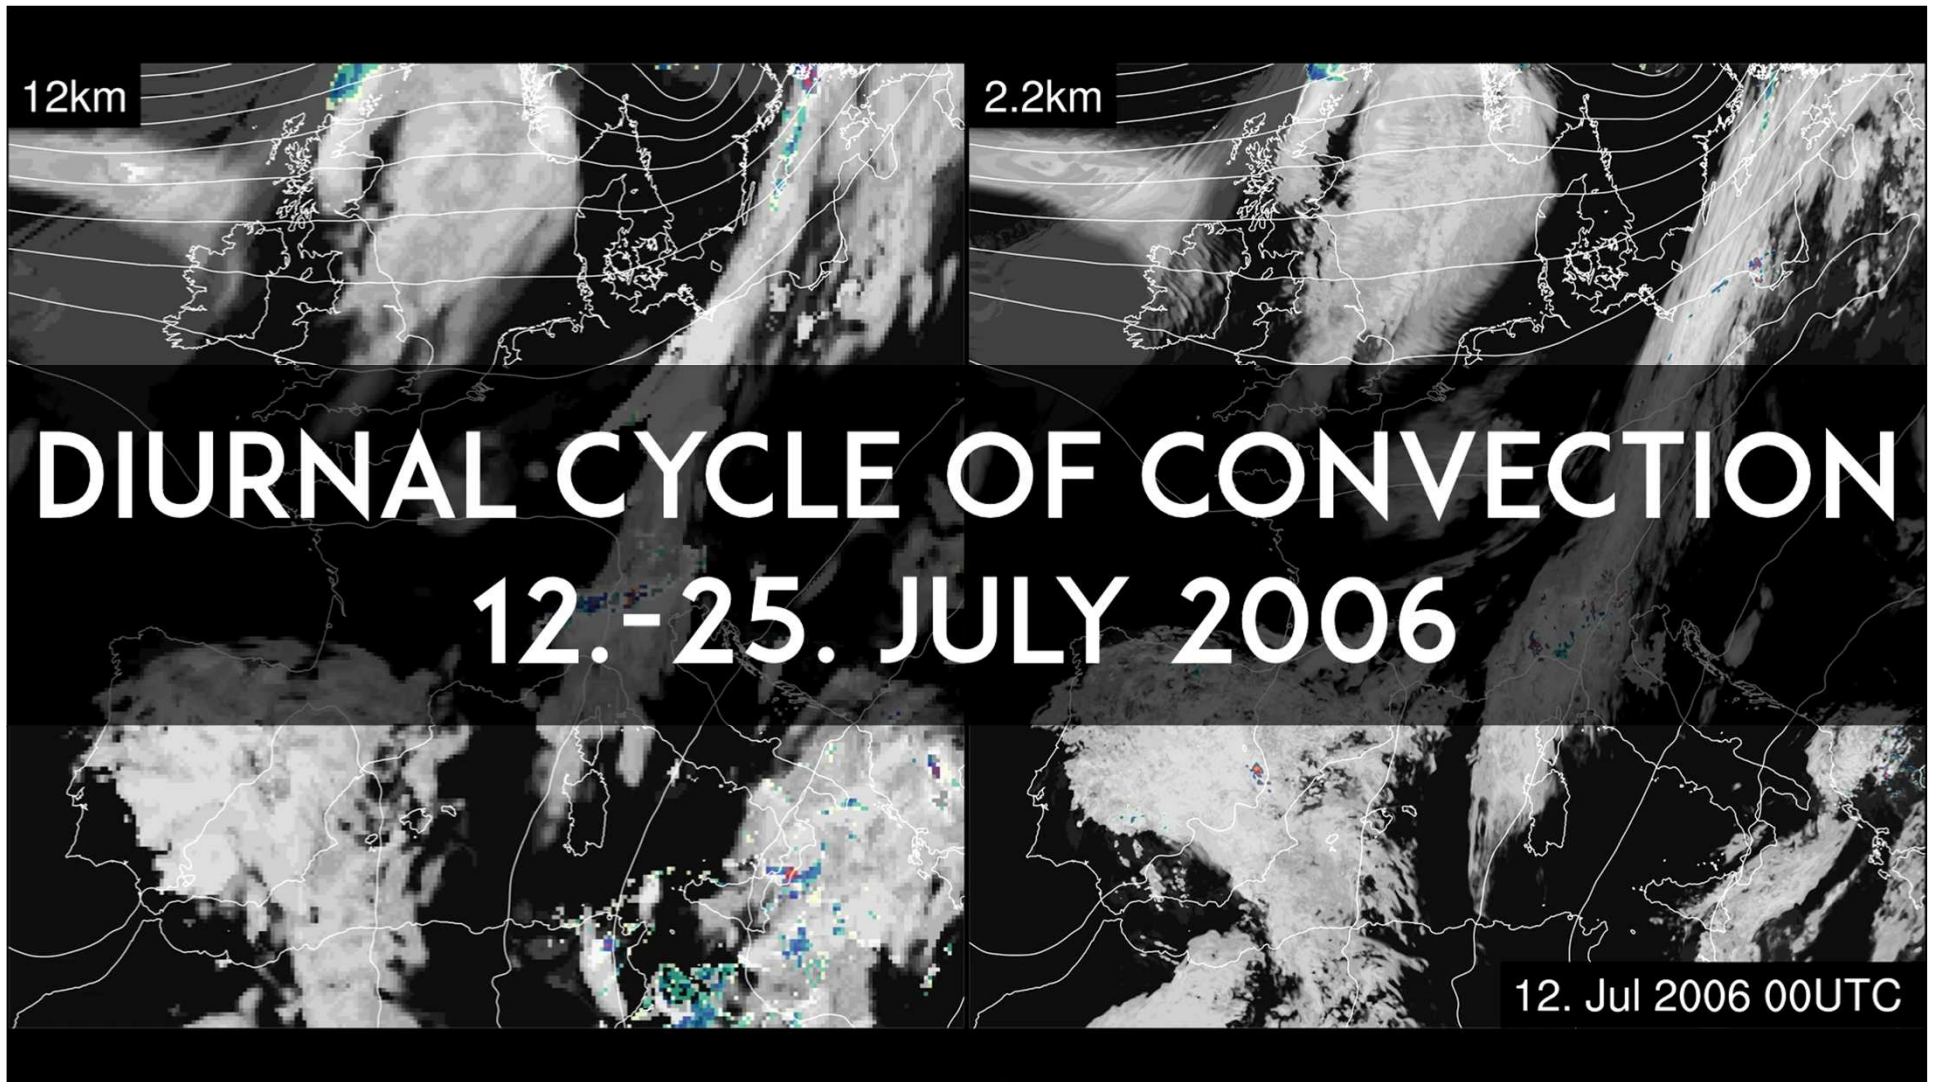 12km
2.2km
DIURNAL CYCLE OF CONVECTION
12.-25. JULY 2006
12. Jul 2006 00UTC